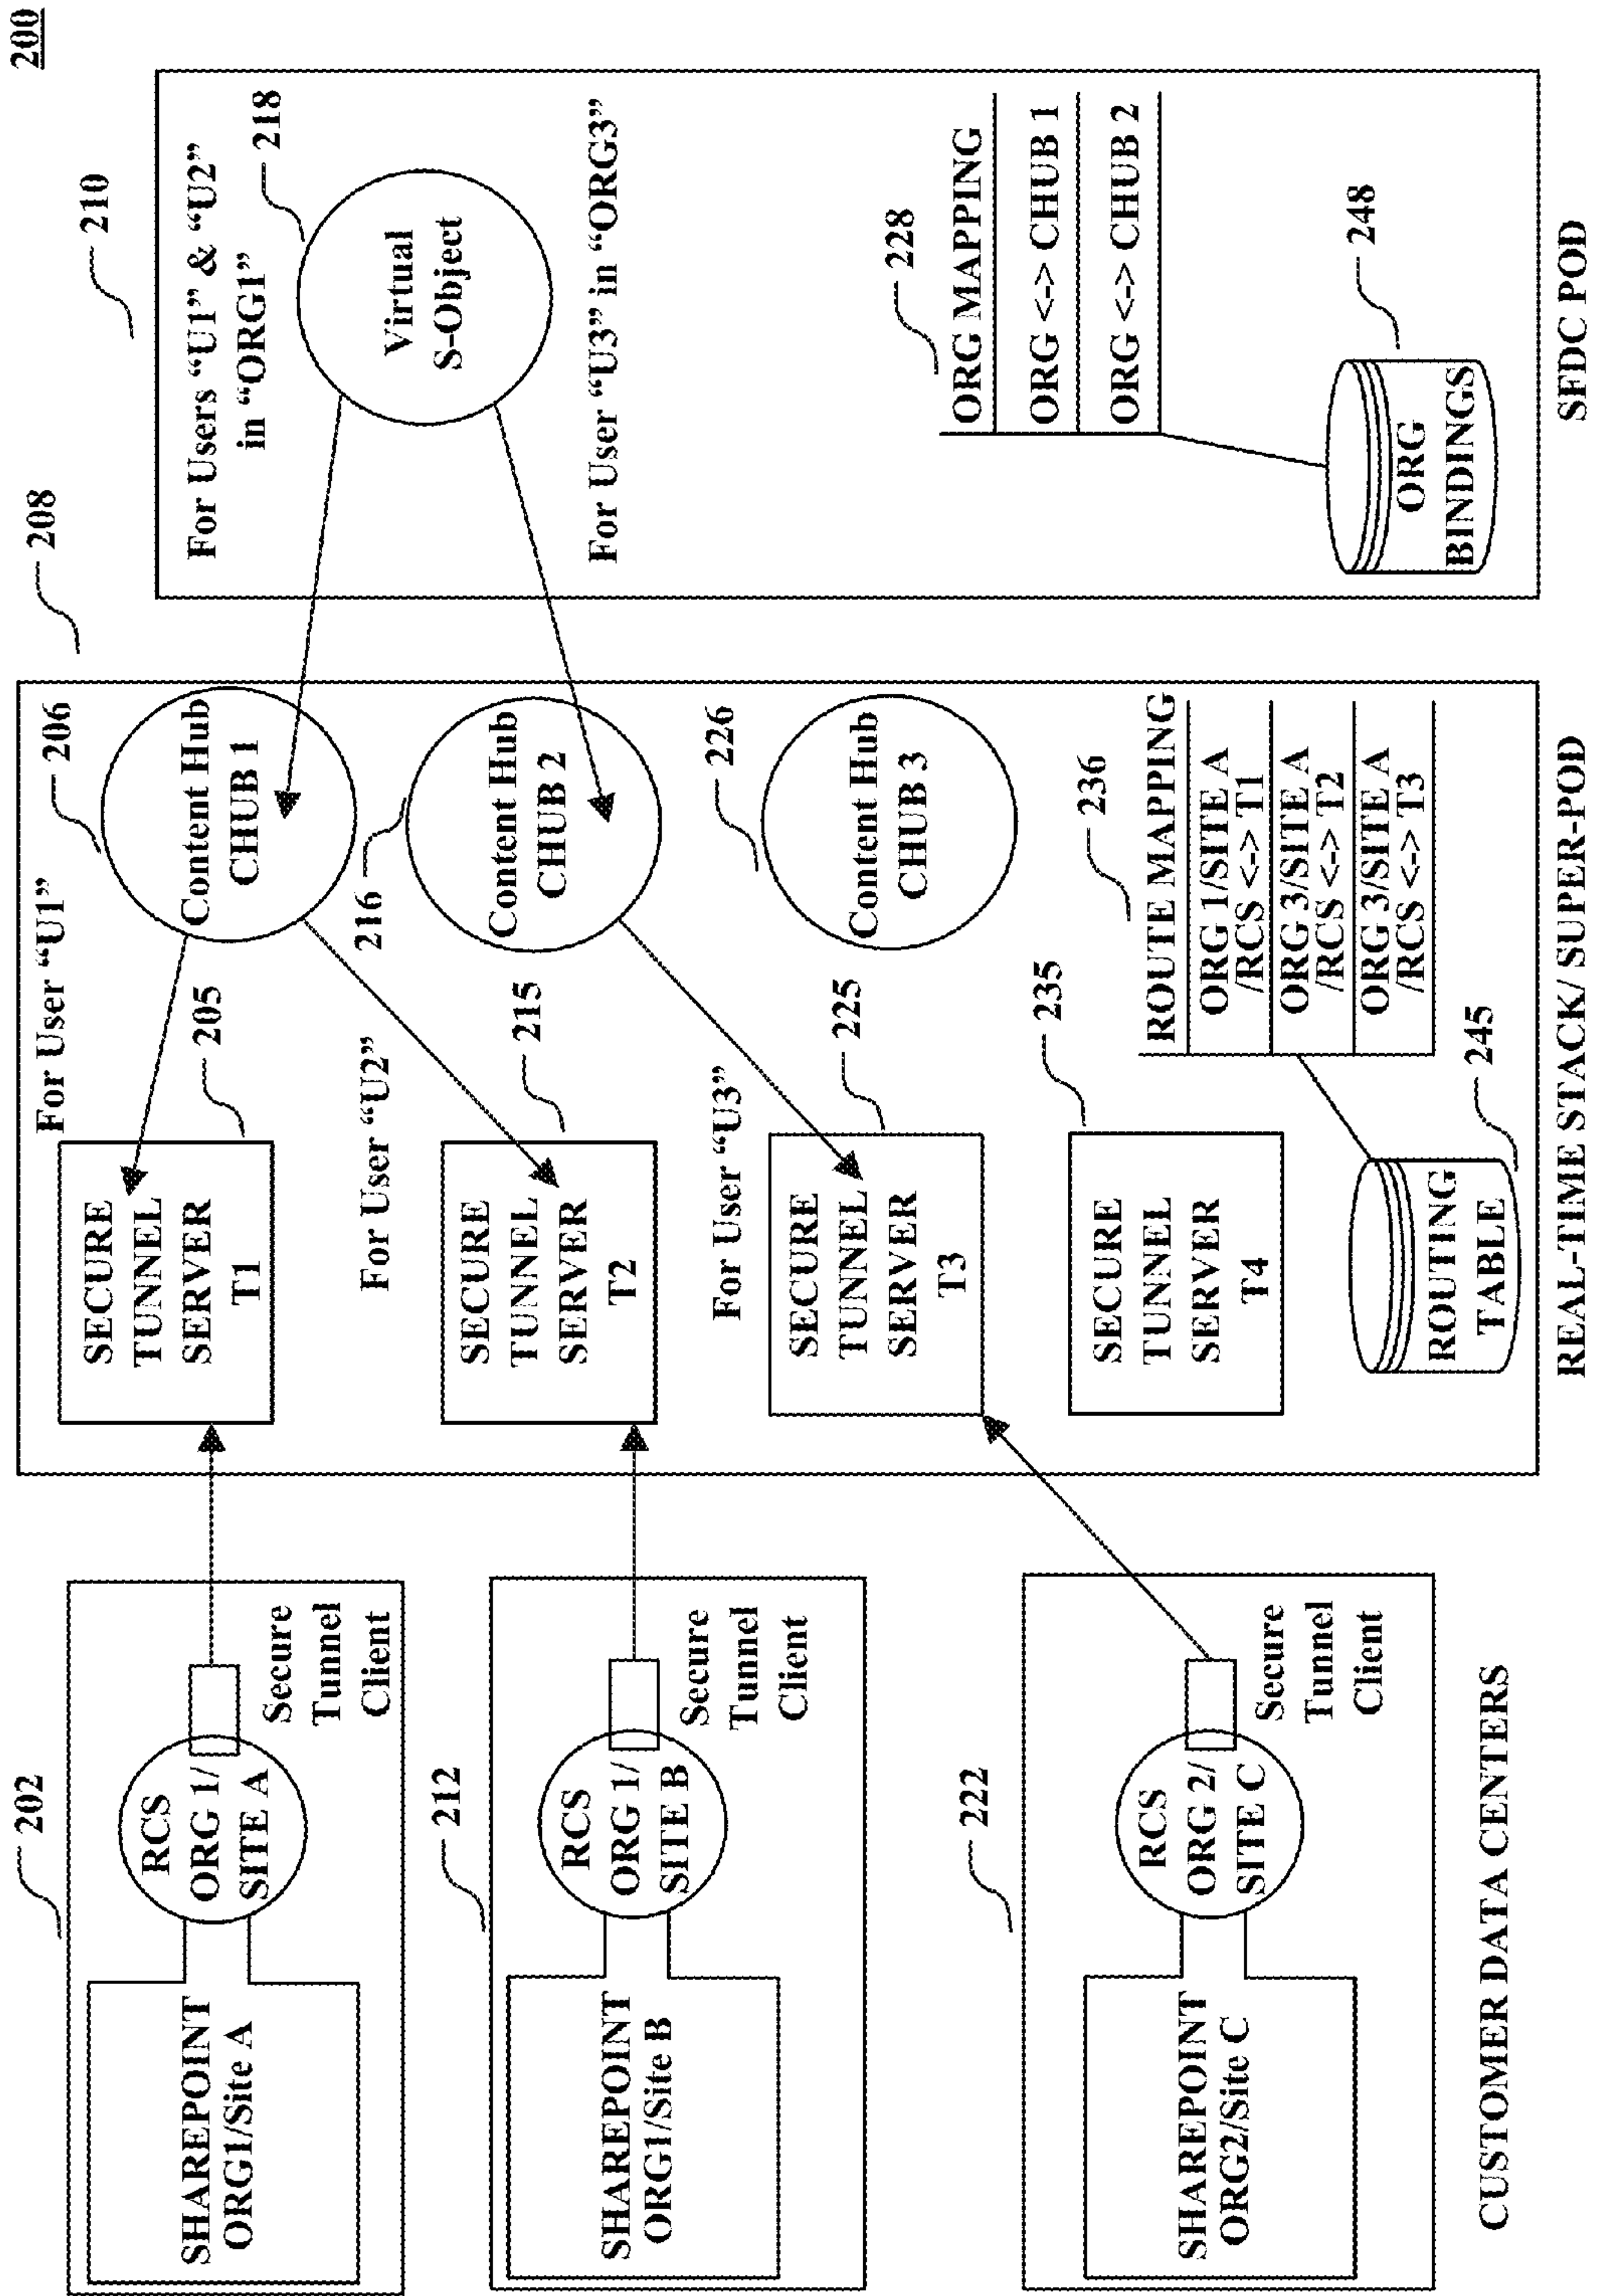 200
202
SHAREPOINT
ORG1/Site A
RCS
ORG 1/
SITE A
Secure
Tunnel
Client
212
SHAREPOINT
ORG1/Site B
RCS
ORG 1/
SITE B
Secure
Tunnel
Client
222
SHAREPOINT
ORG2/Site C
RCS
ORG 2/
SITE C
Secure
Tunnel
Client
CUSTOMER DATA CENTERS
208
For User “U1”
SECURE
TUNNEL
SERVER
T1
205
Content Hub
CHUB 1
206
For User “U2”
SECURE
TUNNEL
SERVER
T2
215
216
Content Hub
CHUB 2
For User “U3”
SECURE
TUNNEL
SERVER
T3
225
226
Content Hub
CHUB 3
SECURE
TUNNEL
SERVER
T4
235
236
ROUTE MAPPING
ORG 1/SITE A
/RCS <-> T1
ORG 3/SITE A
/RCS <-> T2
ORG 3/SITE A
/RCS <-> T3
ROUTING
TABLE
245
REAL-TIME STACK/ SUPER-POD
210
For Users “U1” & “U2”
in “ORG1”
218
Virtual
S-Object
For User “U3” in “ORG3”
228
ORG MAPPING
ORG <-> CHUB 1
ORG <-> CHUB 2
ORG
BINDINGS
248
SFDC POD